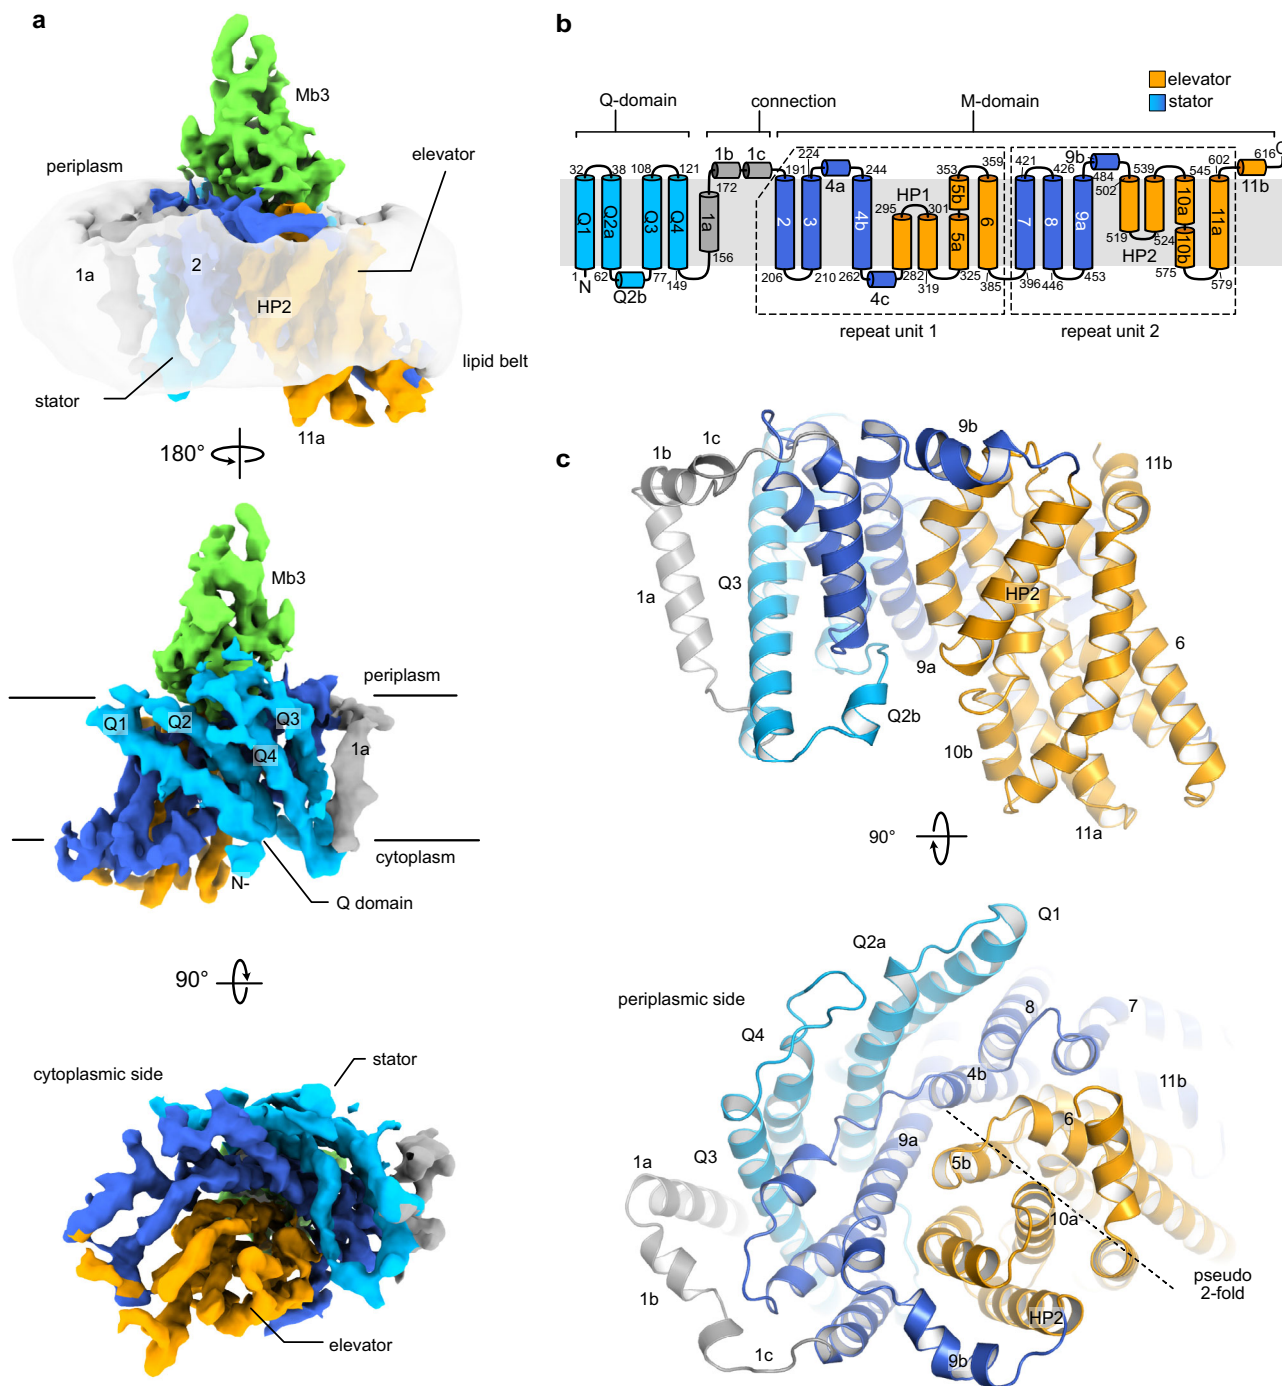 a
Mb3
periplasm
elevator
1a
2
HP2
lipid belt
stator
11a
180°
Mb3
periplasm
Q1
Q2
Q3
Q4
1a
cytoplasm
N-
Q domain
90°
cytoplasmic side
stator
elevator
b
elevator
stator
Q-domain
connection
M-domain
32
38
108
121
1b
1c
172
191
224
4a
244
353
359
421
426
9b
484
502
539
545
602
616
C
11b
Q1
Q2a
Q3
Q4
1a
2
3
4b
HP1
295
301
5b
5a
6
7
8
9a
10a
10b
11a
1
N
62
Q2b
77
149
156
206
210
262
4c
282
319
325
385
396
446
453
519
524
HP2
575
579
repeat unit 1
repeat unit 2
c
1b
1c
9b
11b
1a
Q3
HP2
9a
6
Q2b
10b
11a
90°
Q1
Q2a
periplasmic side
Q4
8
7
4b
11b
9a
6
5b
Q3
1a
10a
1b
pseudo
2-fold
HP2
1c
9b